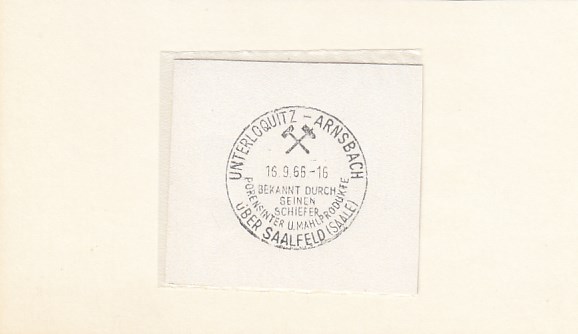 UNTERLOQUITZ - ARNSBACH
16.9.66-16
BEKANNT DURCH
SEINEN
SCHIEFER
PORENSINTER U. MAHLPRODUKTE
ÜBER SAALFELD (SAALE)